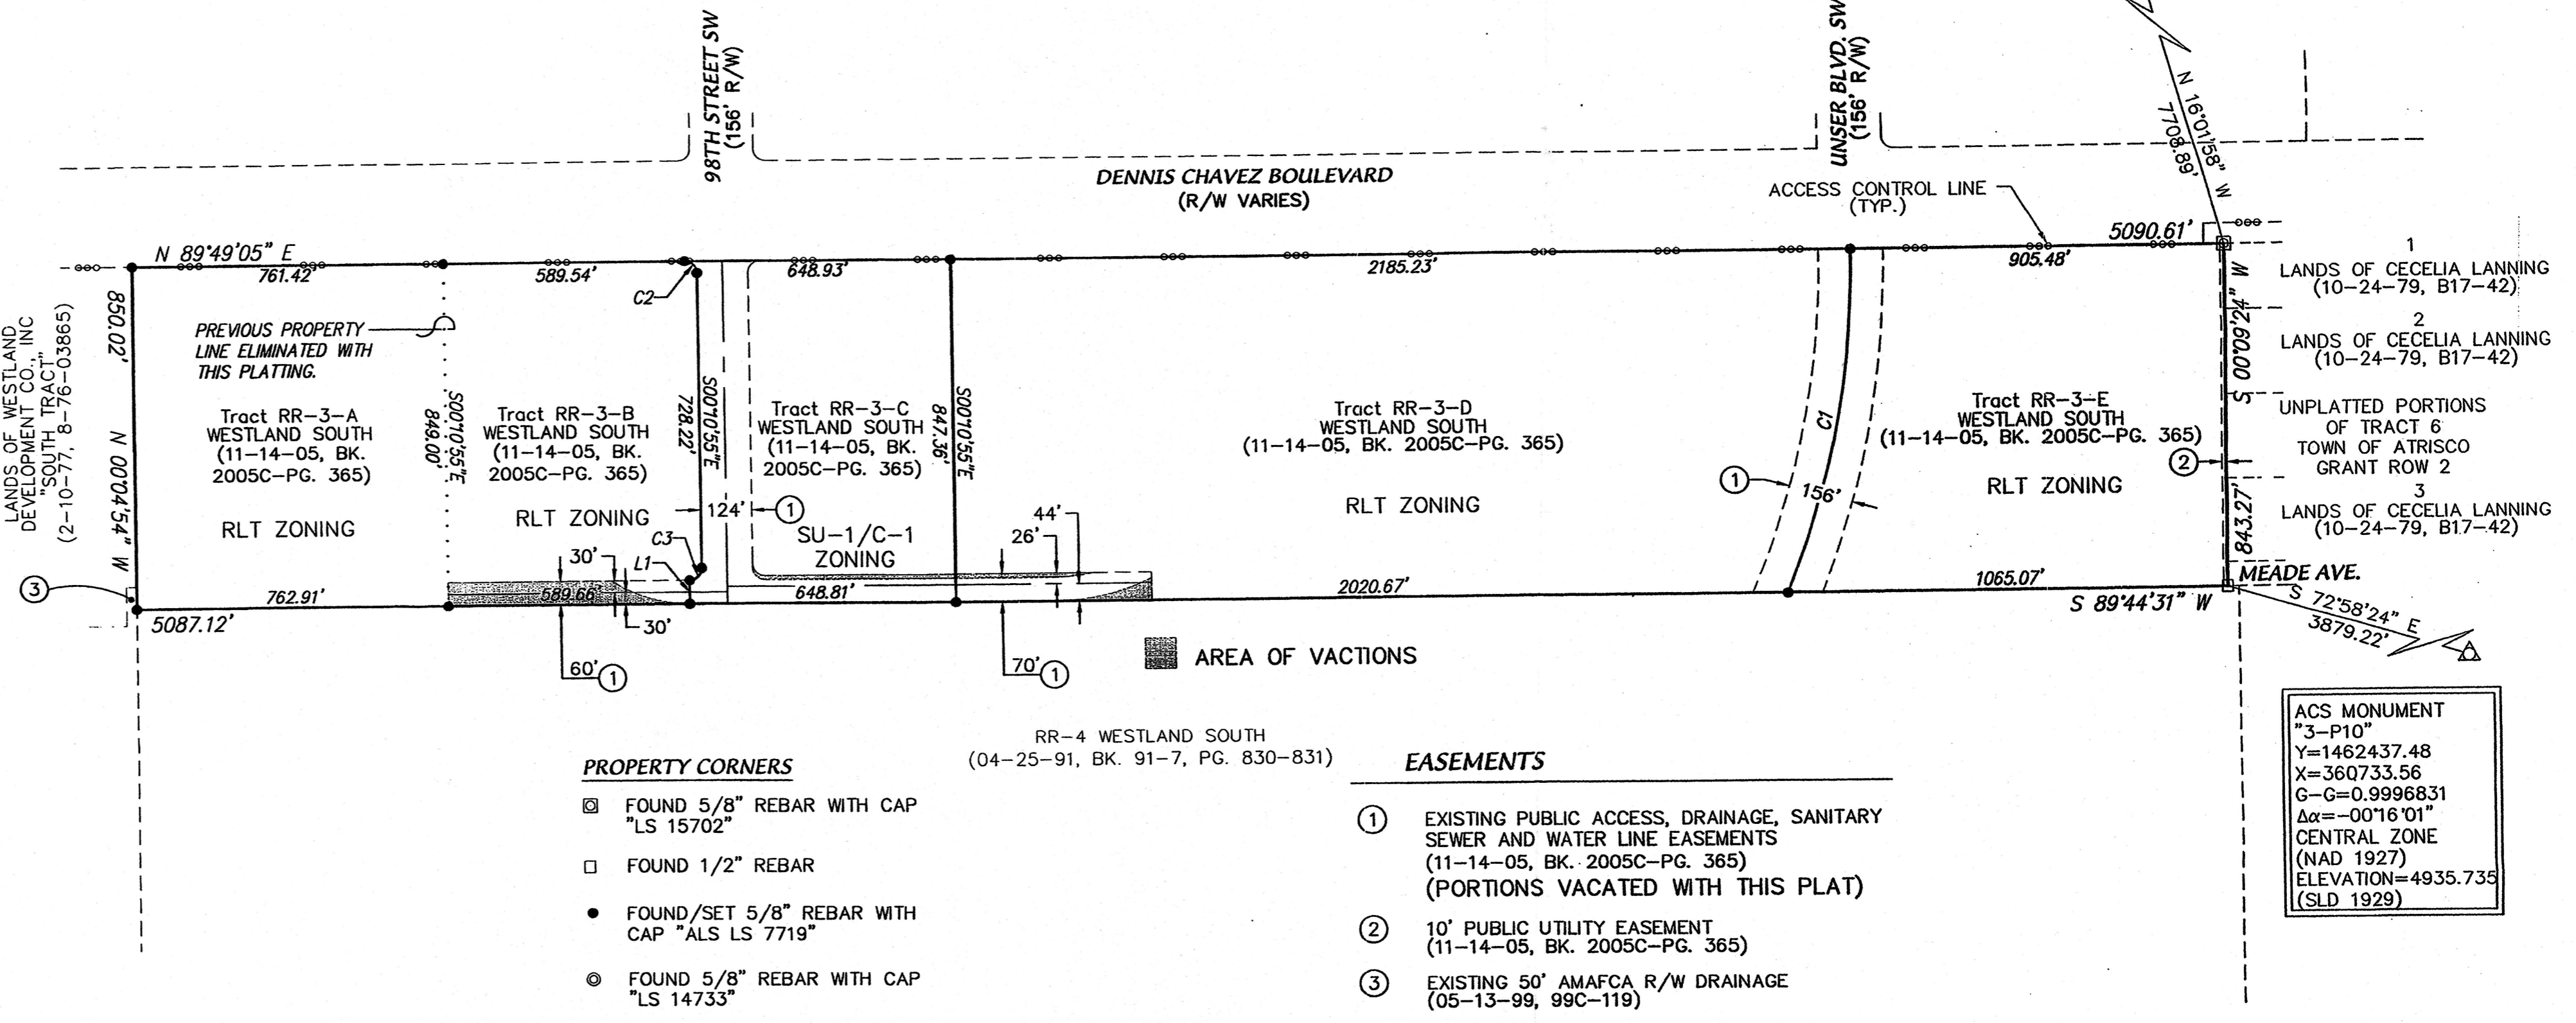 98TH STREET SW
(156' R/W)
UNSER BLVD. SW
(156' R/W)
N 16°01'58" W
7708.89'
DENNIS CHAVEZ BOULEVARD
(R/W VARIES)
ACCESS CONTROL LINE
(TYP.)
5090.61'
N 89°49'05" E
761.42'
589.54'
648.93'
2185.23'
905.48'
C2
LANDS OF WESTLAND
DEVELOPMENT CO., INC
"SOUTH TRACT"
(2-10-77, 8-76-03865)
850.02'
N 00°04'54" W
PREVIOUS PROPERTY
LINE ELIMINATED WITH
THIS PLATTING.
S00°10'55"E
849.00'
Tract RR-3-A
WESTLAND SOUTH
(11-14-05, BK.
2005C-PG. 365)
RLT ZONING
Tract RR-3-B
WESTLAND SOUTH
(11-14-05, BK.
2005C-PG. 365)
RLT ZONING
S00°10'55"E
728.22'
Tract RR-3-C
WESTLAND SOUTH
(11-14-05, BK.
2005C-PG. 365)
124'
1
SU-1/C-1
ZONING
S00°10'55"E
847.36'
Tract RR-3-D
WESTLAND SOUTH
(11-14-05, BK. 2005C-PG. 365)
RLT ZONING
C1
1
156'
Tract RR-3-E
WESTLAND SOUTH
(11-14-05, BK. 2005C-PG. 365)
RLT ZONING
2
S 00°09'24" W
843.27'
1
LANDS OF CECELIA LANNING
(10-24-79, B17-42)
2
LANDS OF CECELIA LANNING
(10-24-79, B17-42)
UNPLATTED PORTIONS
OF TRACT 6
TOWN OF ATRISCO
GRANT ROW 2
3
LANDS OF CECELIA LANNING
(10-24-79, B17-42)
C3
L1
30'
44'
26'
3
762.91'
589.66'
648.81'
2020.67'
1065.07'
MEADE AVE.
5087.12'
30'
S 89°44'31" W
S 72°58'24" E
3879.22'
60'
1
70'
1
AREA OF VACTIONS
RR-4 WESTLAND SOUTH
(04-25-91, BK. 91-7, PG. 830-831)
PROPERTY CORNERS
FOUND 5/8" REBAR WITH CAP
"LS 15702"
FOUND 1/2" REBAR
FOUND/SET 5/8" REBAR WITH
CAP "ALS LS 7719"
FOUND 5/8" REBAR WITH CAP
"LS 14733"
EASEMENTS
1 EXISTING PUBLIC ACCESS, DRAINAGE, SANITARY
SEWER AND WATER LINE EASEMENTS
(11-14-05, BK. 2005C-PG. 365)
(PORTIONS VACATED WITH THIS PLAT)
2 10' PUBLIC UTILITY EASEMENT
(11-14-05, BK. 2005C-PG. 365)
3 EXISTING 50' AMAFCA R/W DRAINAGE
(05-13-99, 99C-119)
ACS MONUMENT
"3-P10"
Y=1462437.48
X=360733.56
G-G=0.9996831
Δα=-00°16'01"
CENTRAL ZONE
(NAD 1927)
ELEVATION=4935.735
(SLD 1929)